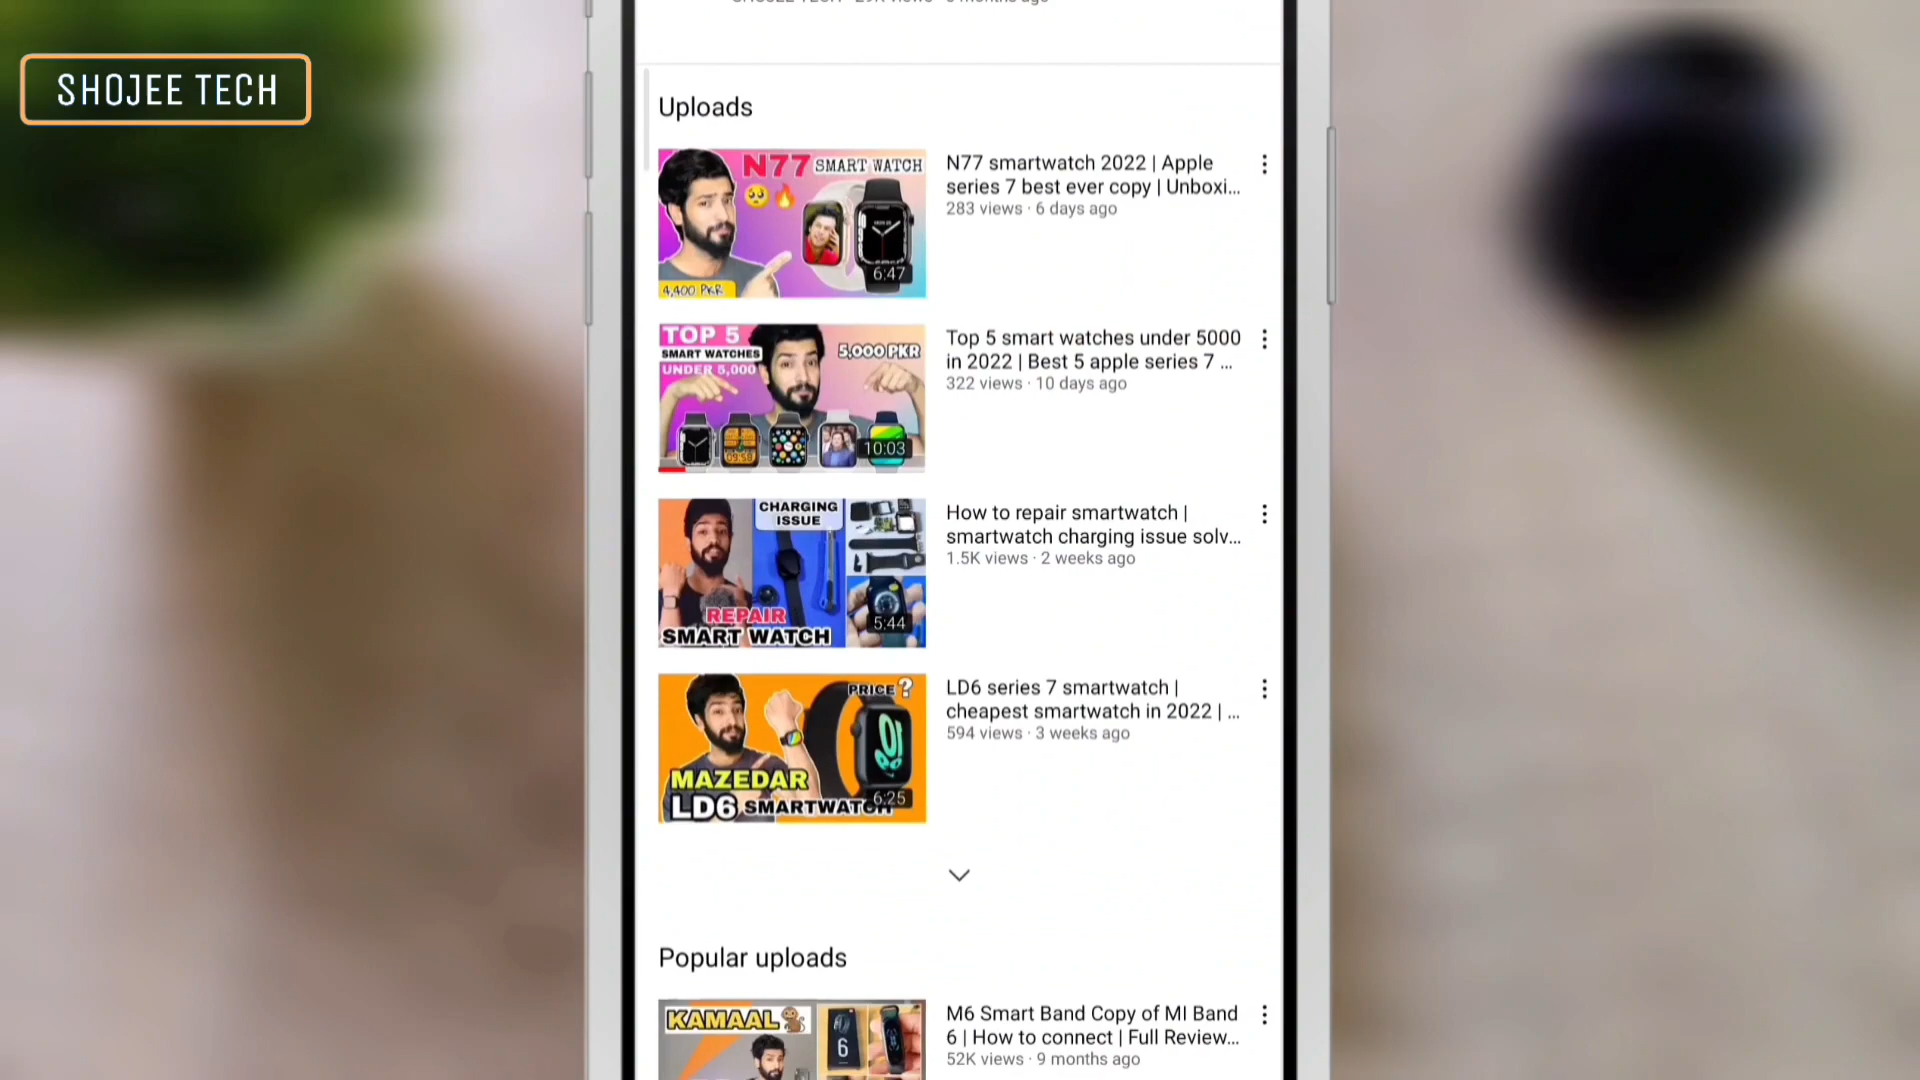 SHOJEE TECH
Uploads
N77 SMART WATCH
6:47
4,400 PKR
N77 smartwatch 2022 | Apple
series 7 best ever copy | Unboxi...
283 views · 6 days ago
TOP 5
SMART WATCHES
UNDER 5,000
5,000 PKR
09:50
10:03
Top 5 smart watches under 5000
in 2022 | Best 5 apple series 7 ...
322 views · 10 days ago
CHARGING
ISSUE
REPAIR
SMART WATCH
5:44
How to repair smartwatch |
smartwatch charging issue solv...
1.5K views · 2 weeks ago
PRICE ?
MAZEDAR
LD6 SMARTWATCH
6:25
LD6 series 7 smartwatch |
cheapest smartwatch in 2022 | ...
594 views · 3 weeks ago
Popular uploads
KAMAAL
6
M6 Smart Band Copy of MI Band
6 | How to connect | Full Review...
52K views · 9 months ago